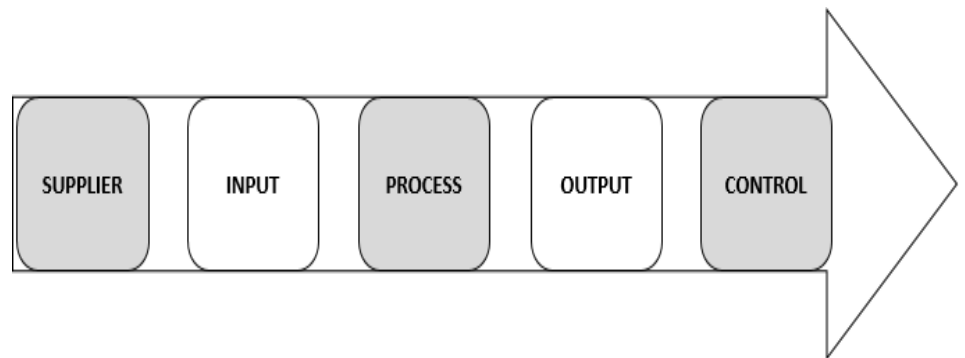 SUPPLIER
INPUT
PROCESS
OUTPUT
CONTROL